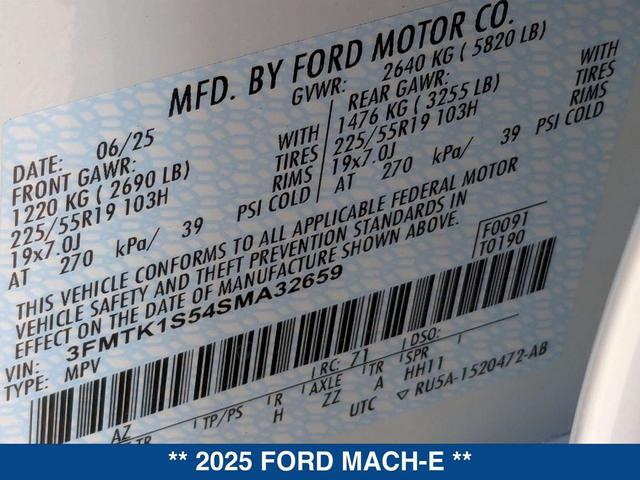 MFD. BY FORD MOTOR CO.
DATE: 06/25 GVWR: 2640 KG ( 5820 LB)
FRONT GAWR: WITH REAR GAWR: WITH
1220 KG ( 2690 LB) TIRES 1476 KG ( 3255 LB) TIRES
225/55R19 103H RIMS 225/55R19 103H RIMS
19x7.0J PSI COLD 19x7.0J PSI COLD
AT 270 kPa/ 39 AT 270 kPa/ 39
THIS VEHICLE CONFORMS TO ALL APPLICABLE FEDERAL MOTOR
VEHICLE SAFETY AND THEFT PREVENTION STANDARDS IN
EFFECT ON THE DATE OF MANUFACTURE SHOWN ABOVE.
F0091
T0190
VIN: 3FMTK1S54SMA32659
TYPE: MPV
RC: 71 DSO:
AZ TP/PS R AXLE TR SPR
TR H ZZ A HH11
UTC ▽ RU5A-1520472-AB
** 2025 FORD MACH-E **